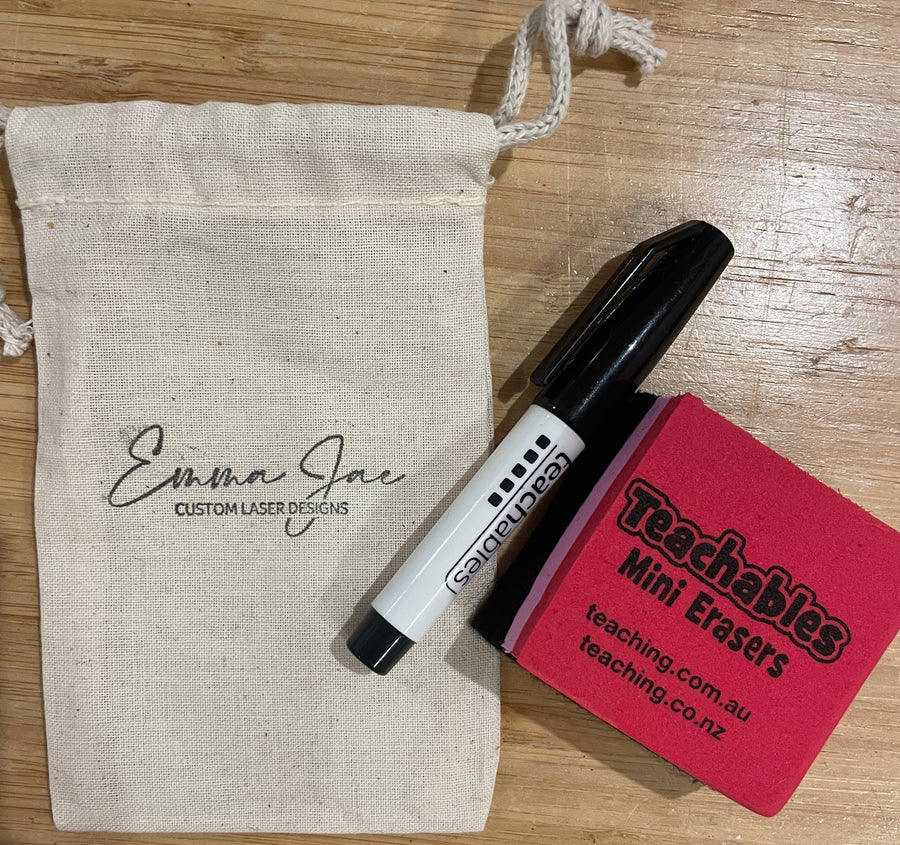 Emma Jae
CUSTOM LASER DESIGNS
teachables
Teachables
Mini Erasers
teaching.com.au
teaching.co.nz